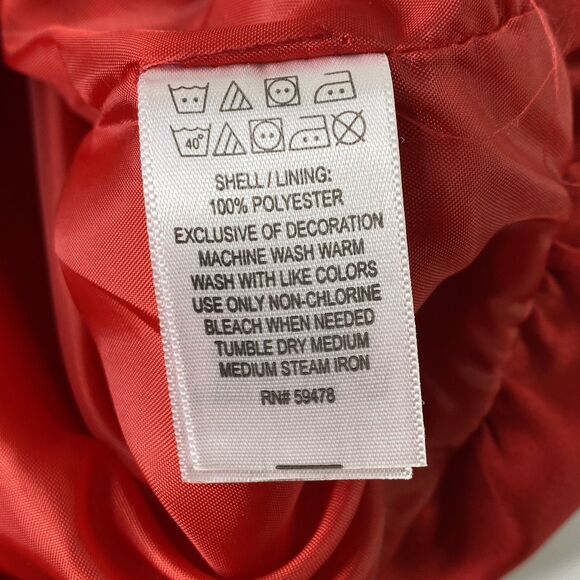 40°
SHELL / LINING:
100% POLYESTER
EXCLUSIVE OF DECORATION
MACHINE WASH WARM
WASH WITH LIKE COLORS
USE ONLY NON-CHLORINE
BLEACH WHEN NEEDED
TUMBLE DRY MEDIUM
MEDIUM STEAM IRON
RN# 59478